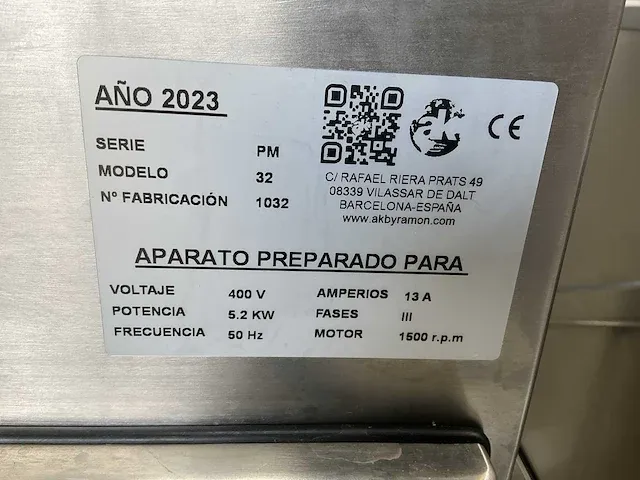 AÑO 2023
SERIE PM
MODELO 32
Nº FABRICACIÓN 1032
ak
CE
C/ RAFAEL RIERA PRATS 49
08339 VILASSAR DE DALT
BARCELONA-ESPAÑA
www.akbyramon.com
APARATO PREPARADO PARA
VOLTAJE 400 V AMPERIOS 13 A
POTENCIA 5.2 KW FASES III
FRECUENCIA 50 Hz MOTOR 1500 r.p.m